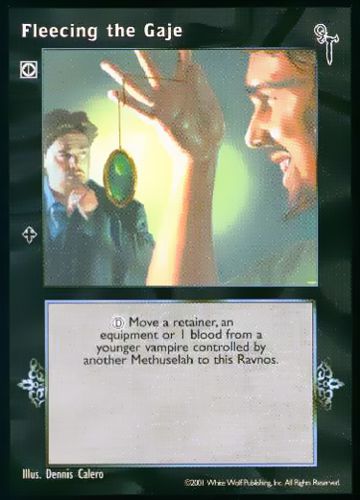 Fleecing the Gaje
Ⓓ Move a retainer, an
equipment or 1 blood from a
younger vampire controlled by
another Methuselah to this Ravnos.
Illus. Dennis Calero
©2001 White Wolf Publishing, Inc. All Rights Reserved.